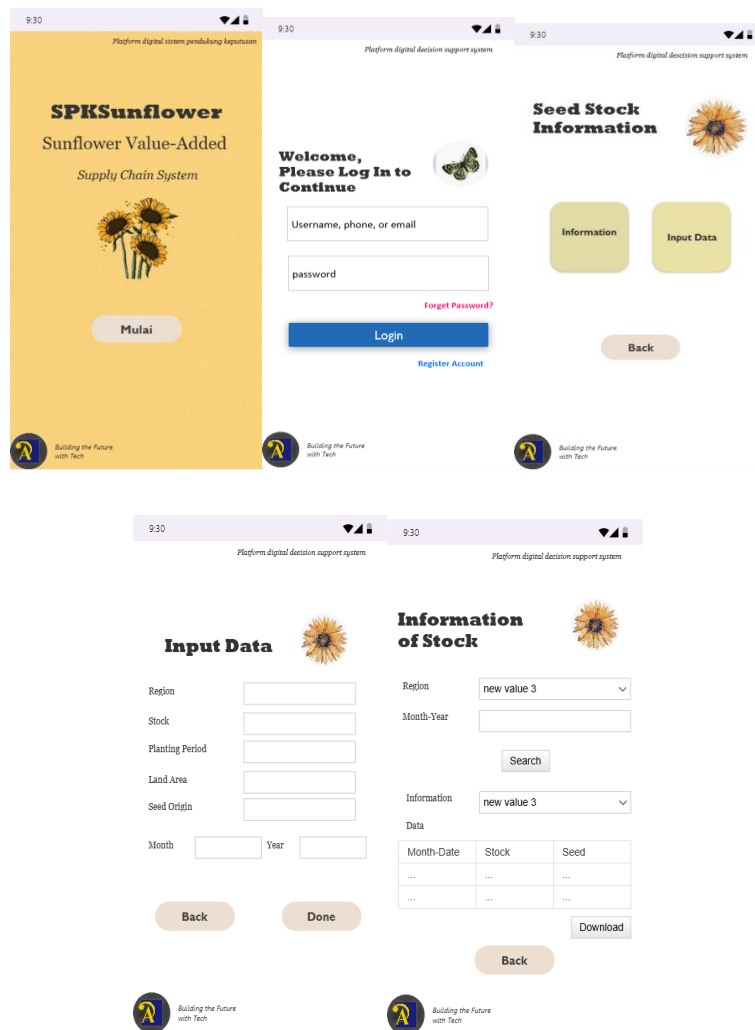 9:30
Platform digital sistem pendukung keputusan
SPKSunflower
Sunflower Value-Added
Supply Chain System
Mulai
Building the Future
with Tech
9:30
Platform digital decision support system
Welcome,
Please Log In to
Continue
Username, phone, or email
password
Forget Password?
Login
Register Account
Building the Future
with Tech
9:30
Platform digital descision support system
Seed Stock
Information
Information
Input Data
Back
Building the Future
with Tech
9:30
Platform digital decision support system
Input Data
Region
Stock
Planting Period
Land Area
Seed Origin
Month
Year
Back
Done
Building the Future
with Tech
9:30
Platform digital decision support system
Information
of Stock
Region
new value 3
Month-Year
Search
Information
new value 3
Data
Month-Date Stock Seed
... ... ...
... ... ...
Download
Back
Building the Future
with Tech